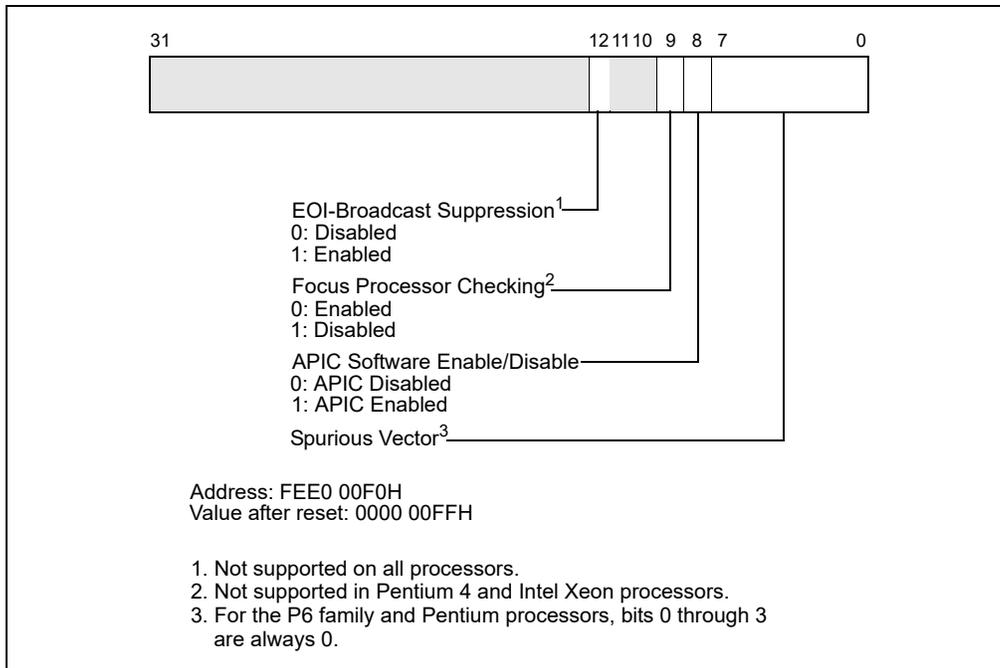 31 12 11 10 9 8 7 0
EOI-Broadcast Suppression1
0: Disabled
1: Enabled
Focus Processor Checking2
0: Enabled
1: Disabled
APIC Software Enable/Disable
0: APIC Disabled
1: APIC Enabled
Spurious Vector3
Address: FEE0 00F0H
Value after reset: 0000 00FFH
1. Not supported on all processors.
2. Not supported in Pentium 4 and Intel Xeon processors.
3. For the P6 family and Pentium processors, bits 0 through 3
are always 0.